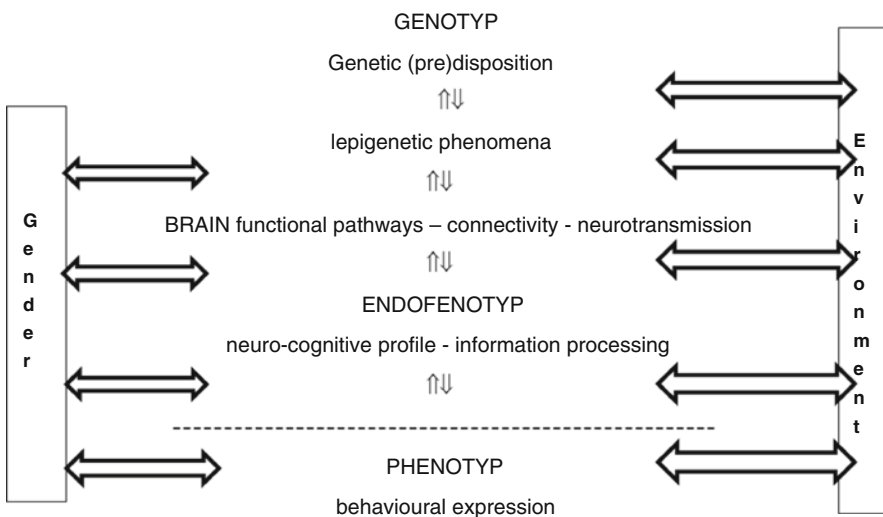 GENOTYP
Genetic (pre)disposition
⇑⇓
lepigenetic phenomena
⇑⇓
BRAIN functional pathways – connectivity - neurotransmission
⇑⇓
ENDOFENOTYP
neuro-cognitive profile - information processing
⇑⇓
PHENOTYP
behavioural expression
Gender
Environment